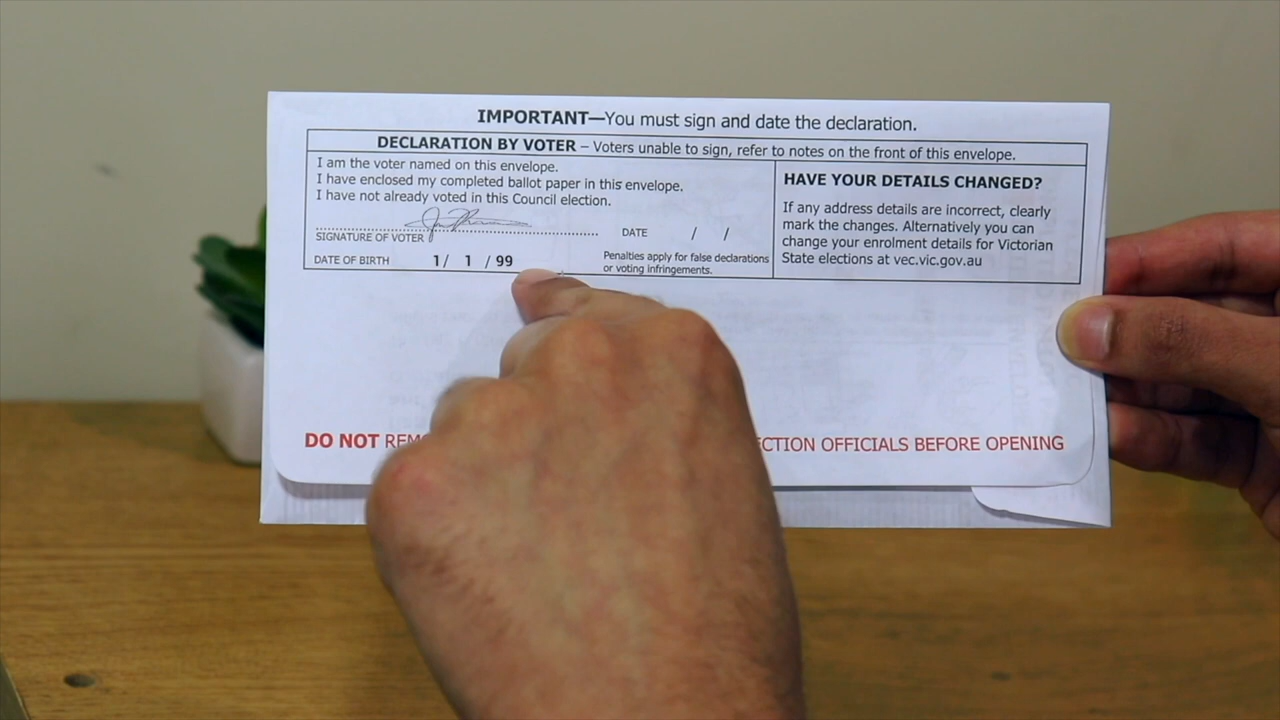 IMPORTANT—You must sign and date the declaration.
DECLARATION BY VOTER – Voters unable to sign, refer to notes on the front of this envelope.
I am the voter named on this envelope.
I have enclosed my completed ballot paper in this envelope.
I have not already voted in this Council election.
SIGNATURE OF VOTER
DATE / /
DATE OF BIRTH 1 / 1 / 99
Penalties apply for false declarations
or voting infringements.
HAVE YOUR DETAILS CHANGED?
If any address details are incorrect, clearly
mark the changes. Alternatively you can
change your enrolment details for Victorian
State elections at vec.vic.gov.au
DO NOT OFFICIALS BEFORE OPENING